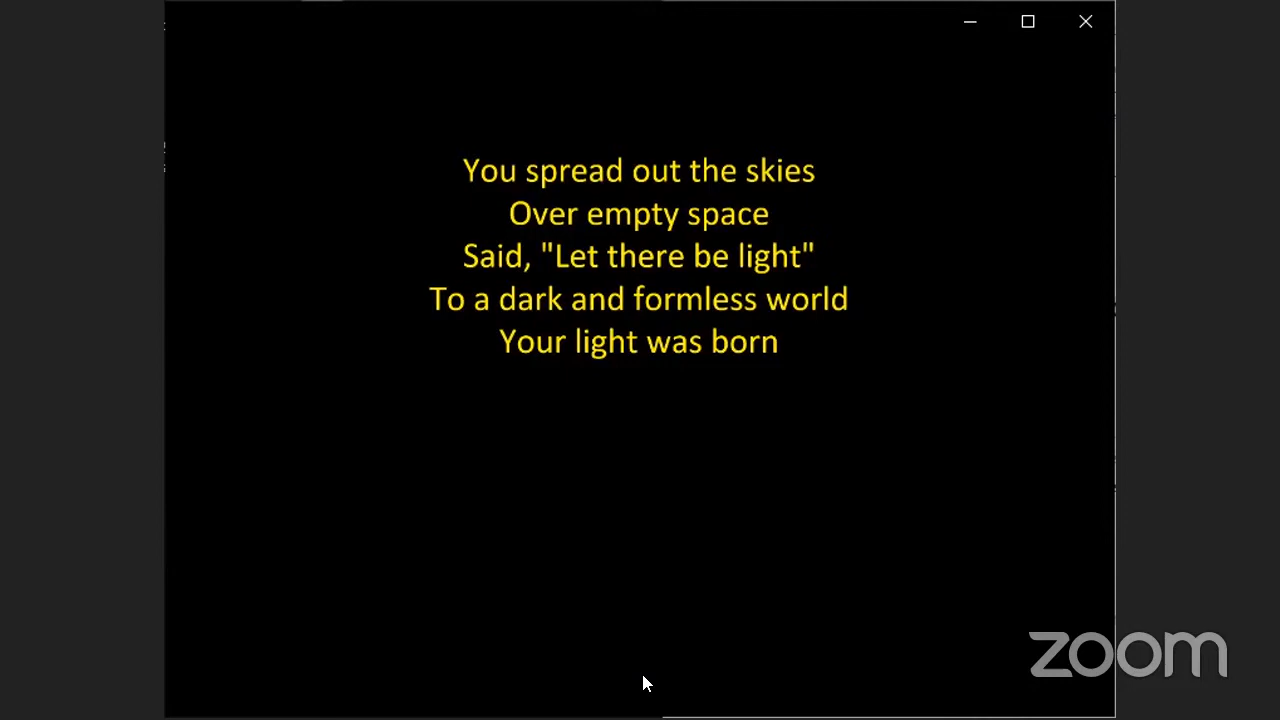 You spread out the skies
Over empty space
Said, "Let there be light"
To a dark and formless world
Your light was born
zoom